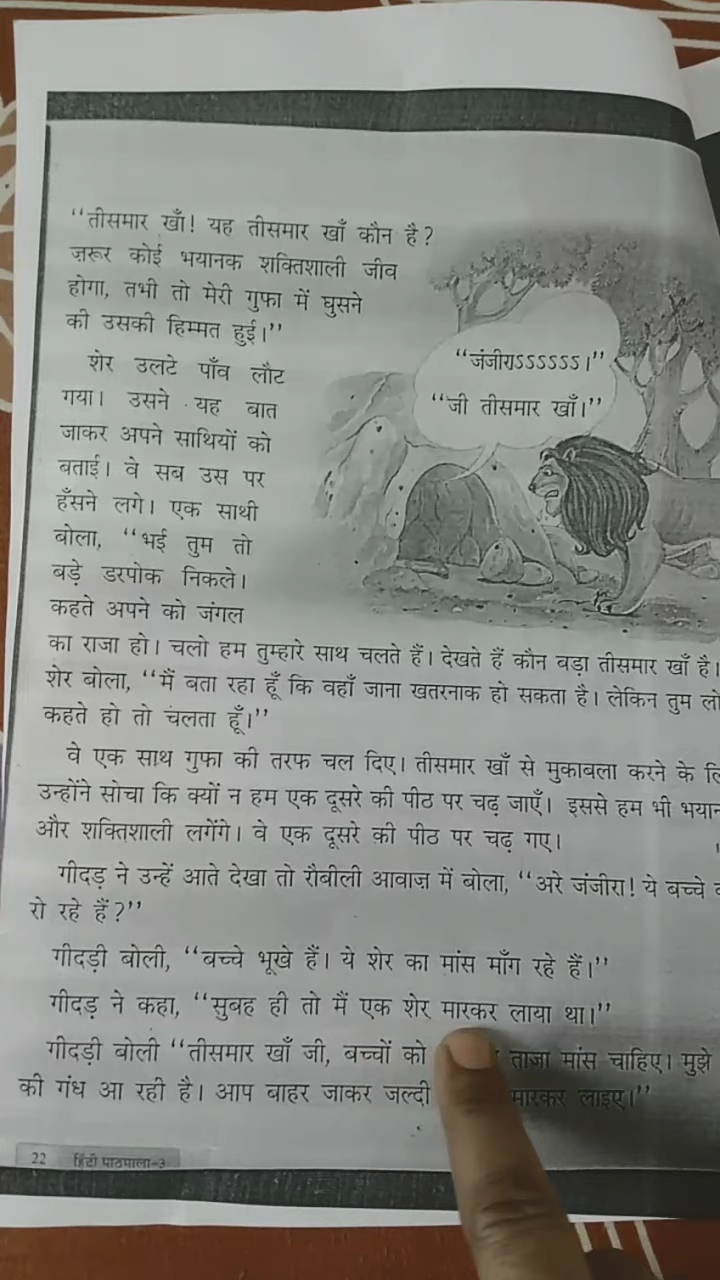 ‘‘तीसमार खाँ! यह तीसमार खाँ कौन है?
ज़रूर कोई भयानक शक्तिशाली जीव
होगा, तभी तो मेरी गुफा में घुसने
की उसकी हिम्मत हुई।’’
‘‘जंजीराऽऽऽऽऽऽ।’’
‘‘जी तीसमार खाँ।’’
शेर उलटे पाँव लौट
गया। उसने यह बात
जाकर अपने साथियों को
बताई। वे सब उस पर
हँसने लगे। एक साथी
बोला, ‘‘भई तुम तो
बड़े डरपोक निकले।
कहते अपने को जंगल
का राजा हो। चलो हम तुम्हारे साथ चलते हैं। देखते हैं कौन बड़ा तीसमार खाँ है।
शेर बोला, ‘‘मैं बता रहा हूँ कि वहाँ जाना खतरनाक हो सकता है। लेकिन तुम
कहते हो तो चलता हूँ।’’
वे एक साथ गुफा की तरफ चल दिए। तीसमार खाँ से मुकाबला करने के
उन्होंने सोचा कि क्यों न हम एक दूसरे की पीठ पर चढ़ जाएँ। इससे हम भी
और शक्तिशाली लगेंगे। वे एक दूसरे की पीठ पर चढ़ गए।
गीदड़ ने उन्हें आते देखा तो रौबीली आवाज़ में बोला, ‘‘अरे जंजीरा! ये बच्चे
रो रहे हैं?’’
गीदड़ी बोली, ‘‘बच्चे भूखे हैं। ये शेर का मांस माँग रहे हैं।’’
गीदड़ ने कहा, ‘‘सुबह ही तो मैं एक शेर मारकर लाया था।’’
गीदड़ी बोली ‘‘तीसमार खाँ जी, बच्चों को ताजा मांस चाहिए। मुझे
की गंध आ रही है। आप बाहर जाकर जल्दी मारकर लाइए।’’
22 हिंदी पाठमाला-3